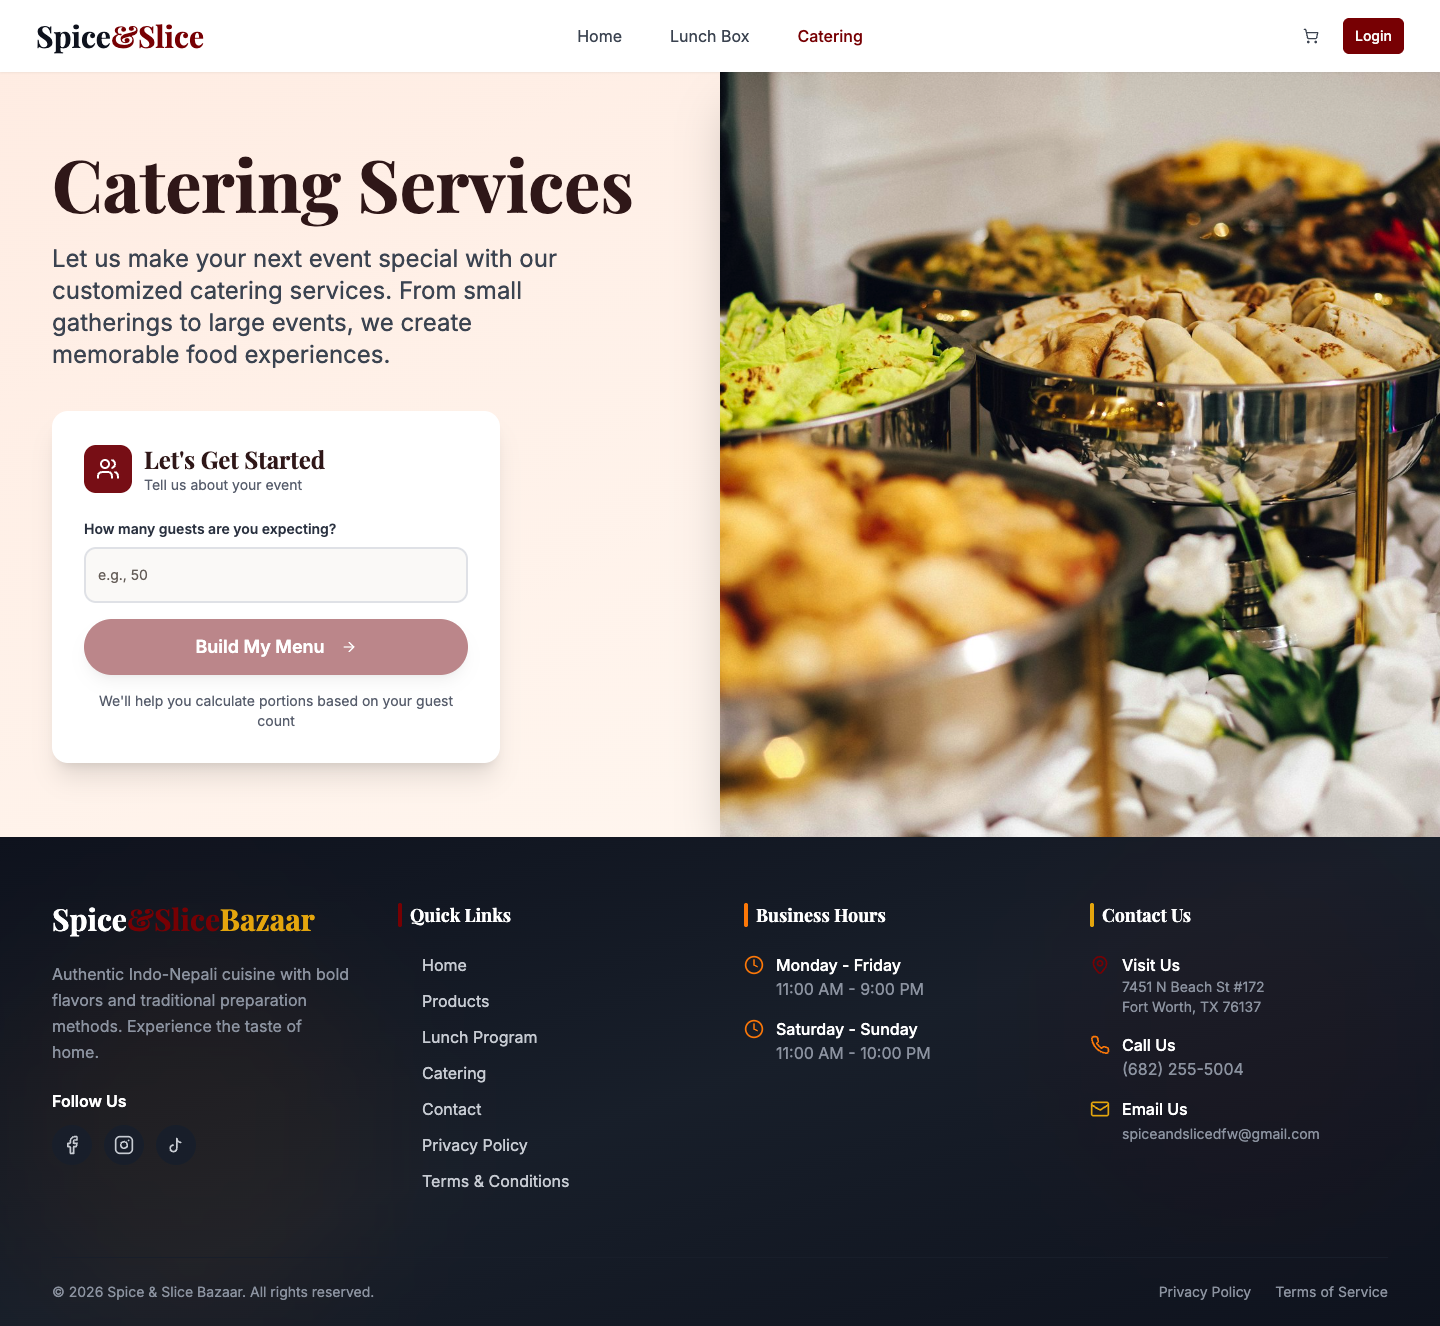 Spice&Slice
Home
Lunch Box
Catering
Login
Catering Services
Let us make your next event special with our
customized catering services. From small
gatherings to large events, we create
memorable food experiences.
Let's Get Started
Tell us about your event
How many guests are you expecting?
e.g., 50
Build My Menu
We'll help you calculate portions based on your guest
count
Spice&SliceBazaar
Authentic Indo-Nepali cuisine with bold
flavors and traditional preparation
methods. Experience the taste of
home.
Follow Us
Quick Links
Home
Products
Lunch Program
Catering
Contact
Privacy Policy
Terms & Conditions
Business Hours
Monday - Friday
11:00 AM - 9:00 PM
Saturday - Sunday
11:00 AM - 10:00 PM
Contact Us
Visit Us
7451 N Beach St #172
Fort Worth, TX 76137
Call Us
(682) 255-5004
Email Us
spiceandslicedfw@gmail.com
© 2026 Spice & Slice Bazaar. All rights reserved.
Privacy Policy
Terms of Service